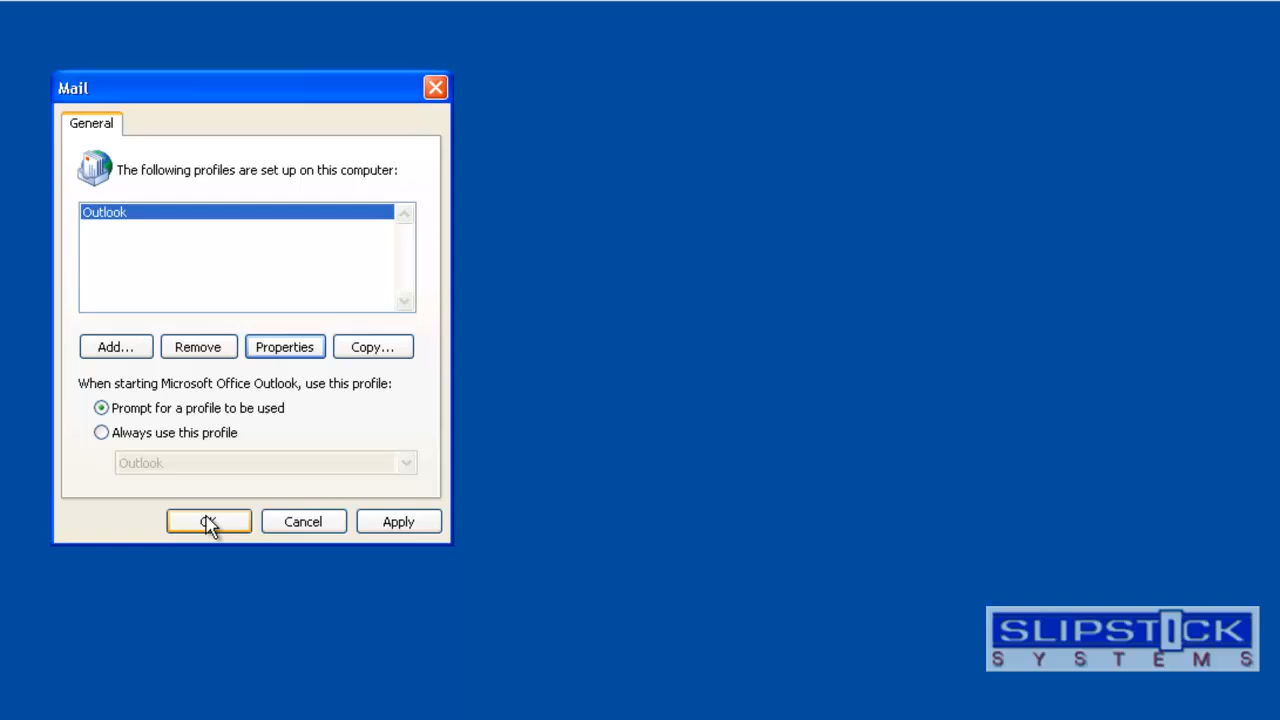 Mail
General
The following profiles are set up on this computer:
Outlook
Add... Remove Properties Copy...
When starting Microsoft Office Outlook, use this profile:
Prompt for a profile to be used
Always use this profile
Outlook
Cancel Apply
SLIPSTICK
SYSTEMS